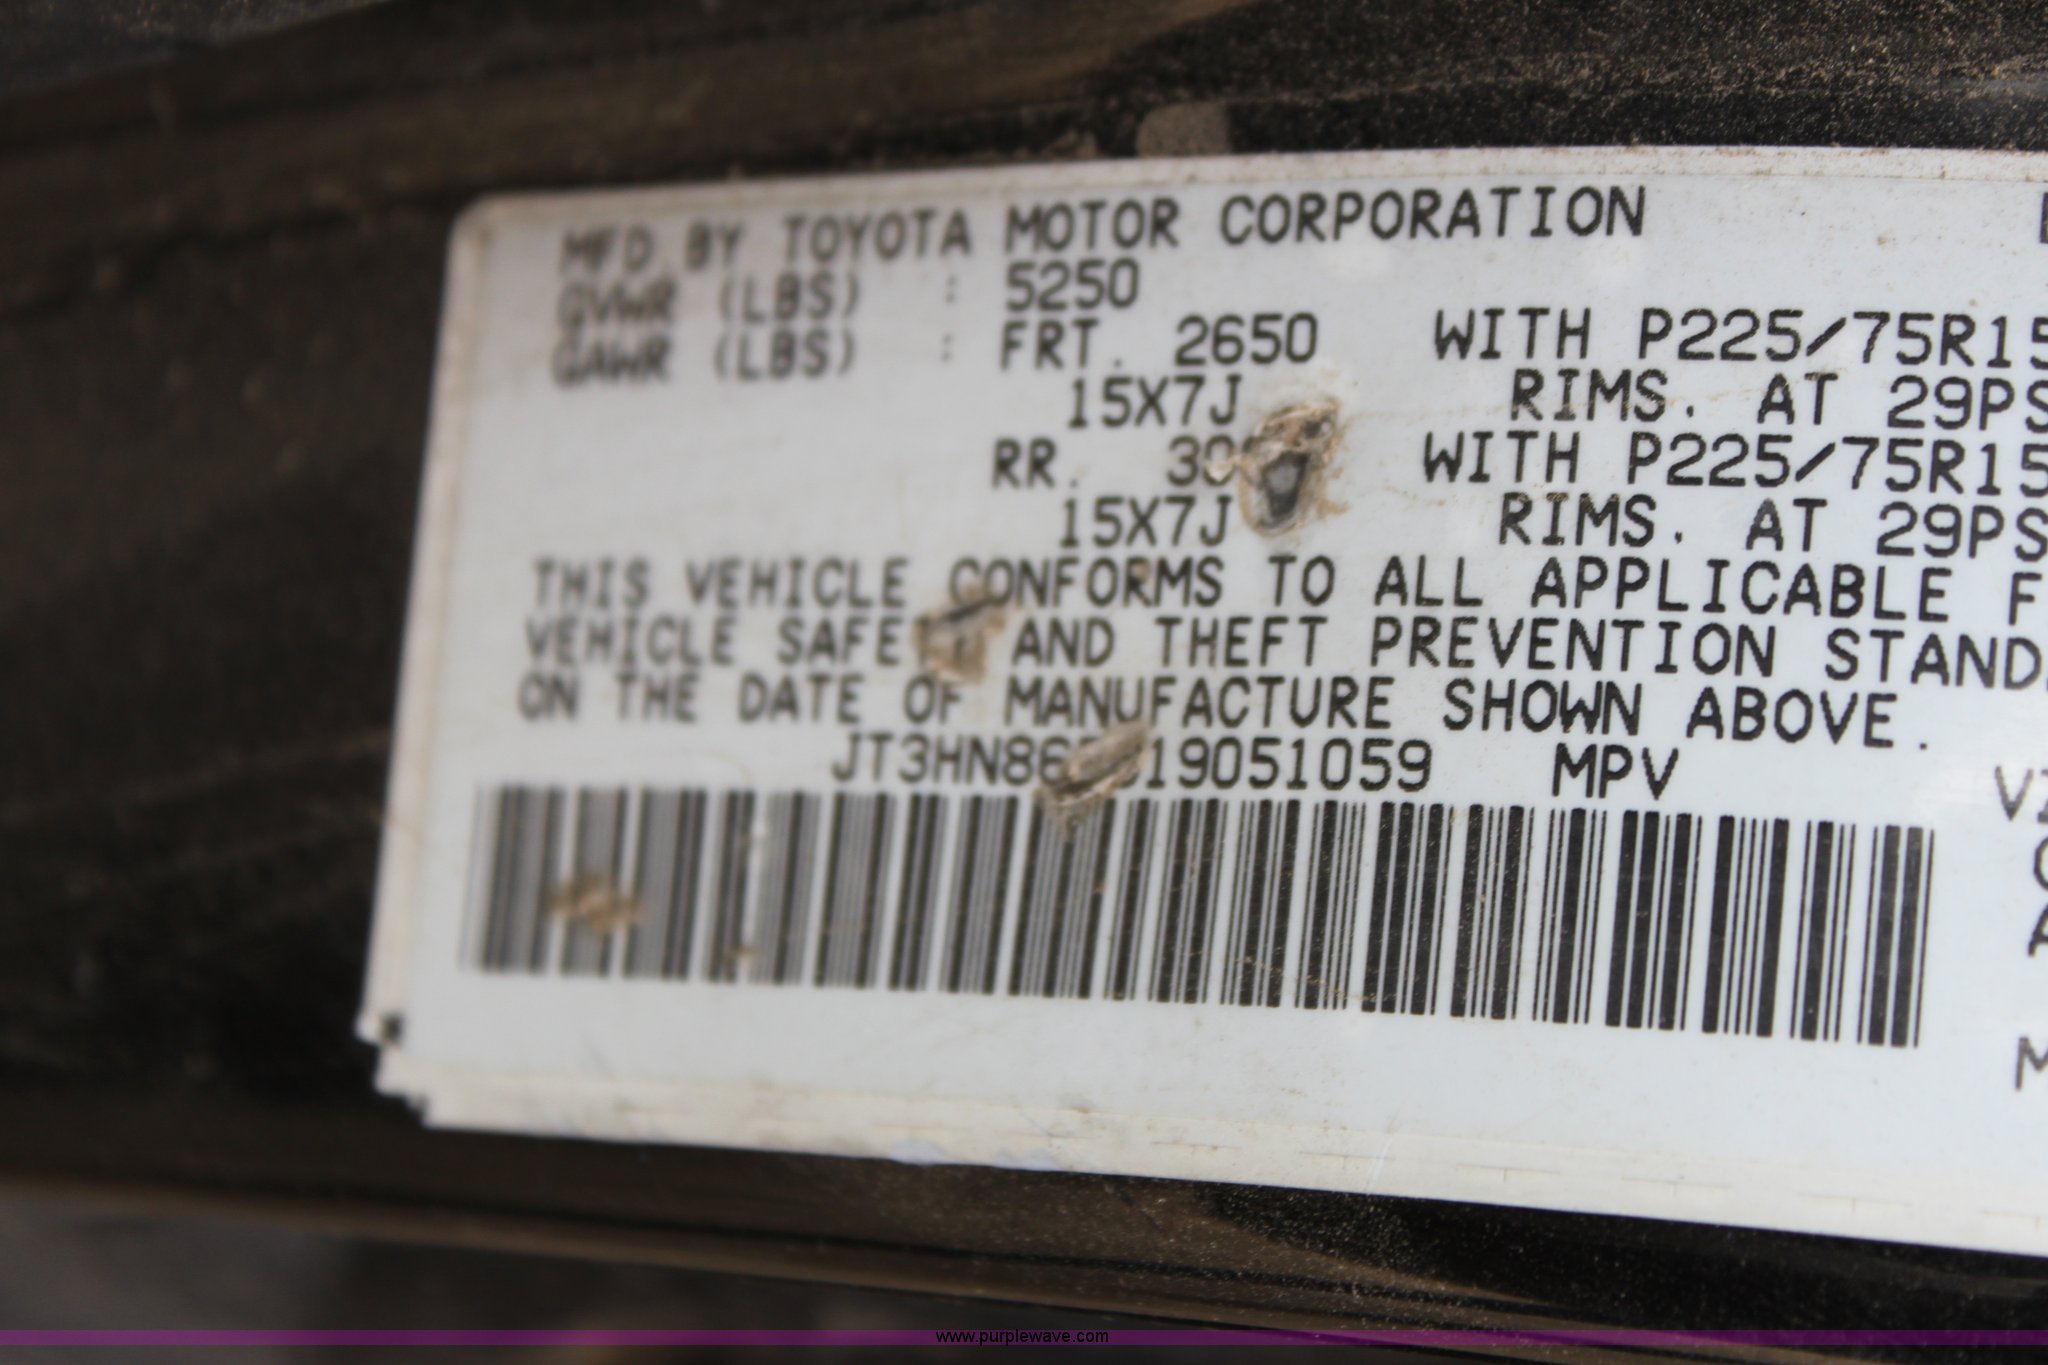 MFD BY TOYOTA MOTOR CORPORATION
GVWR (LBS) : 5250
GAWR (LBS) : FRT. 2650 WITH P225/75R15
15X7J RIMS. AT 29PS
RR. WITH P225/75R15
15X7J RIMS. AT 29PS
THIS VEHICLE CONFORMS TO ALL APPLICABLE F
VEHICLE SAFETY AND THEFT PREVENTION STAND
ON THE DATE OF MANUFACTURE SHOWN ABOVE.
MPV
www.purplewave.com